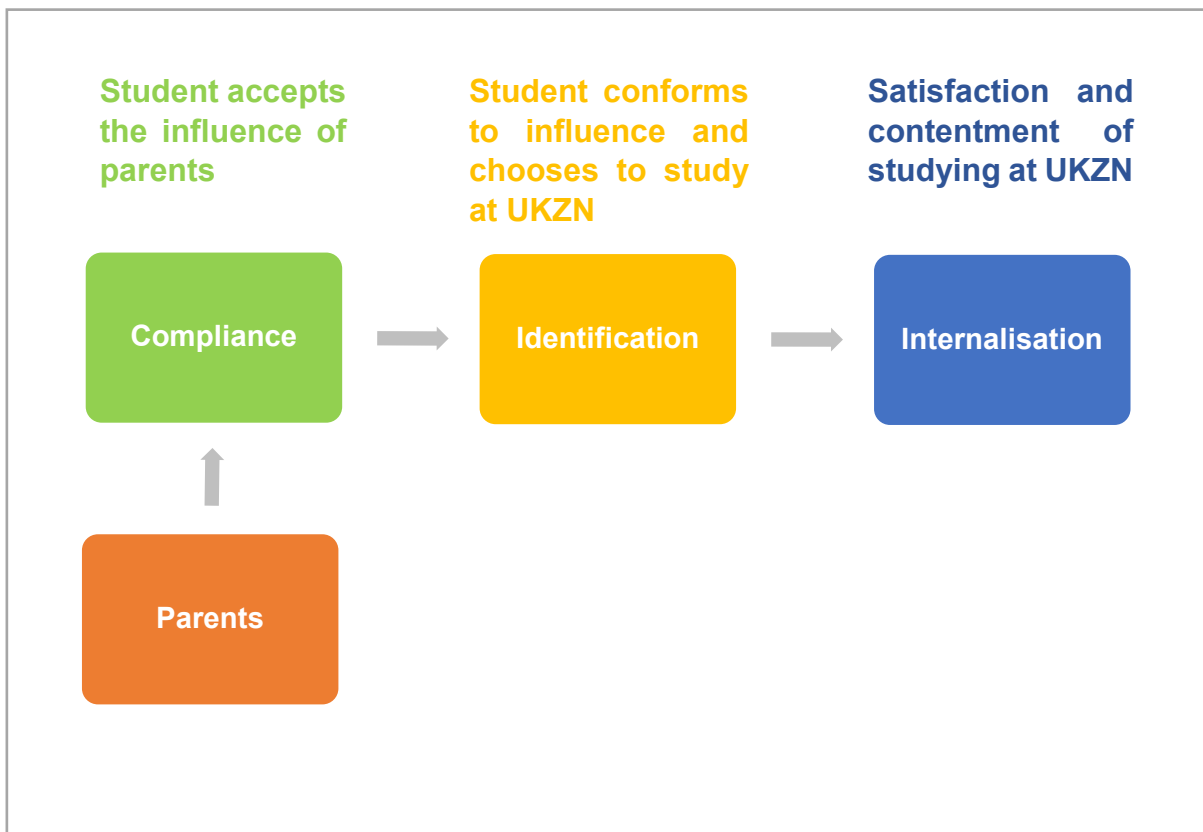 Student accepts
the influence of
parents
Student conforms
to influence and
chooses to study
at UKZN
Satisfaction and
contentment of
studying at UKZN
Compliance
Identification
Internalisation
Parents